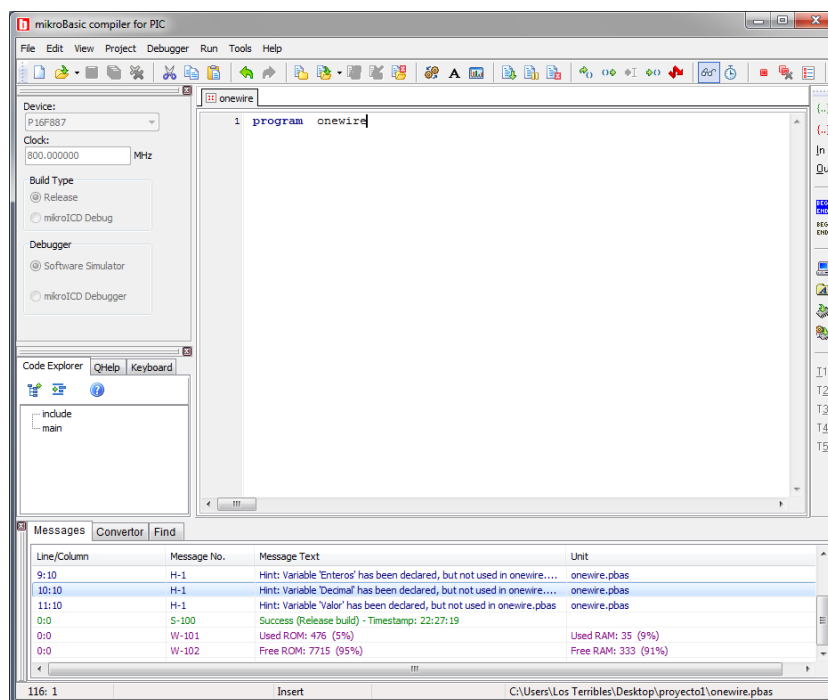 mikroBasic compiler for PIC
File Edit View Project Debugger Run Tools Help
Device:
P16F887
Clock:
800.000000 MHz
Build Type
Release
mikroICD Debug
Debugger
Software Simulator
mikroICD Debugger
onewire
1 program onewire
Code Explorer QHelp Keyboard
include
main
Messages Convertor Find
Line/Column Message No. Message Text Unit
9:10 H-1 Hint: Variable 'Enteros' has been declared, but not used in onewire.... onewire.pbas
10:10 H-1 Hint: Variable 'Decimal' has been declared, but not used in onewire.... onewire.pbas
11:10 H-1 Hint: Variable 'Valor' has been declared, but not used in onewire.pbas onewire.pbas
0:0 S-100 Success (Release build) - Timestamp: 22:27:19
0:0 W-101 Used ROM: 476 (5%) Used RAM: 35 (9%)
0:0 W-102 Free ROM: 7715 (95%) Free RAM: 333 (91%)
116: 1 Insert C:\Users\Los Terribles\Desktop\proyecto1\onewire.pbas
In
Ou
T1
T2
T3
T4
T5